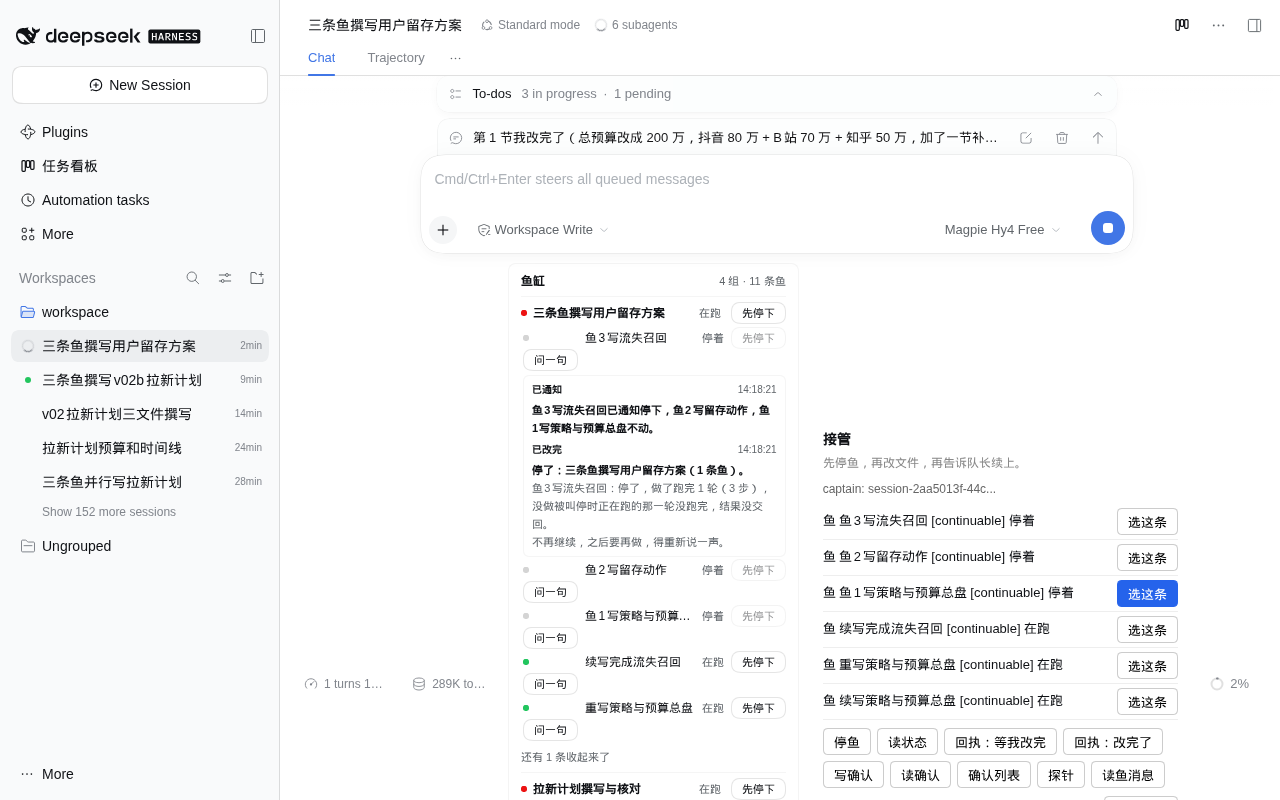 deepseek HARNESS
New Session
Plugins
任务看板
Automation tasks
More
Workspaces
workspace
三条鱼撰写用户留存方案 2min
三条鱼撰写v02b拉新计划 9min
v02拉新计划三文件撰写 14min
拉新计划预算和时间线 24min
三条鱼并行写拉新计划 28min
Show 152 more sessions
Ungrouped
More
三条鱼撰写用户留存方案 Standard mode 6 subagents
Chat Trajectory
To-dos 3 in progress · 1 pending
第 1 节我改完了（总预算改成 200 万，抖音 80 万 + B 站 70 万 + 知乎 50 万，加了一节补…
Cmd/Ctrl+Enter steers all queued messages
Workspace Write Magpie Hy4 Free
鱼缸 4 组 · 11 条鱼
三条鱼撰写用户留存方案 在跑 先停下
鱼3写流失召回 停着 先停下
问一句
已通知 14:18:21
鱼3写流失召回已通知停下，鱼2写留存动作，鱼
1写策略与预算总盘不动。
已改完 14:18:21
停了：三条鱼撰写用户留存方案（1 条鱼）。
鱼3写流失召回：停了，做了跑完 1 轮（3 步），
没做被叫停时正在跑的那一轮没跑完，结果没交
回。
不再继续，之后要再做，得重新说一声。
鱼2写留存动作 停着 先停下
问一句
鱼1写策略与预算… 停着 先停下
问一句
续写完成流失召回 在跑 先停下
问一句
重写策略与预算总盘 在跑 先停下
问一句
还有 1 条收起来了
拉新计划撰写与核对 在跑 先停下
1 turns 1… 289K to…
接管
先停鱼，再改文件，再告诉队长续上。
captain: session-2aa5013f-44c...
鱼 鱼3写流失召回 [continuable] 停着 选这条
鱼 鱼2写留存动作 [continuable] 停着 选这条
鱼 鱼1写策略与预算总盘 [continuable] 停着 选这条
鱼 续写完成流失召回 [continuable] 在跑 选这条
鱼 重写策略与预算总盘 [continuable] 在跑 选这条
鱼 续写策略与预算总盘 [continuable] 在跑 选这条
停鱼 读状态 回执：等我改完 回执：改完了
写确认 读确认 确认列表 探针 读鱼消息
2%